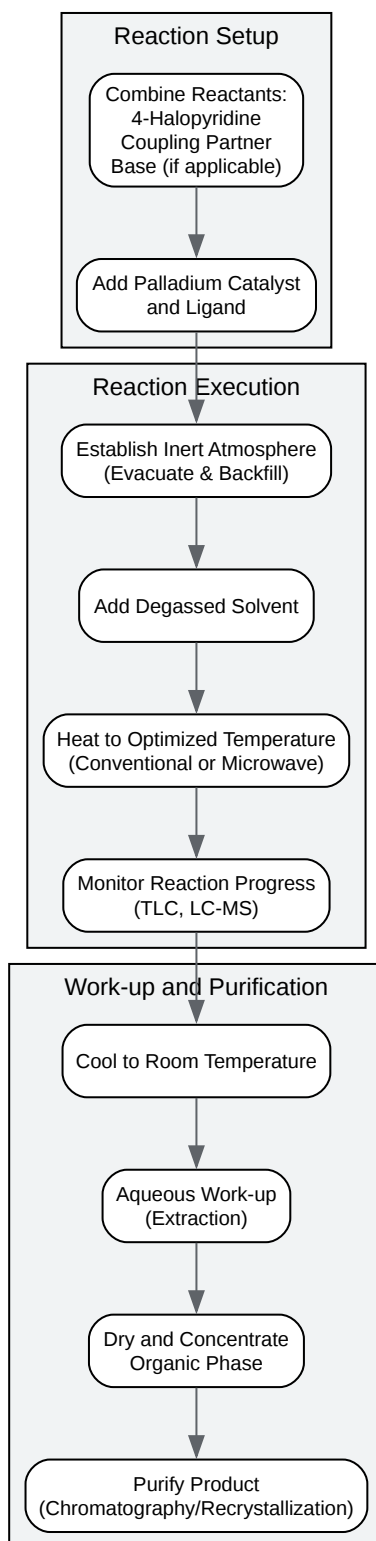 Reaction Setup
Combine Reactants:
4-Halopyridine
Coupling Partner
Base (if applicable)
Add Palladium Catalyst
and Ligand
Reaction Execution
Establish Inert Atmosphere
(Evacuate & Backfill)
Add Degassed Solvent
Heat to Optimized Temperature
(Conventional or Microwave)
Monitor Reaction Progress
(TLC, LC-MS)
Work-up and Purification
Cool to Room Temperature
Aqueous Work-up
(Extraction)
Dry and Concentrate
Organic Phase
Purify Product
(Chromatography/Recrystallization)